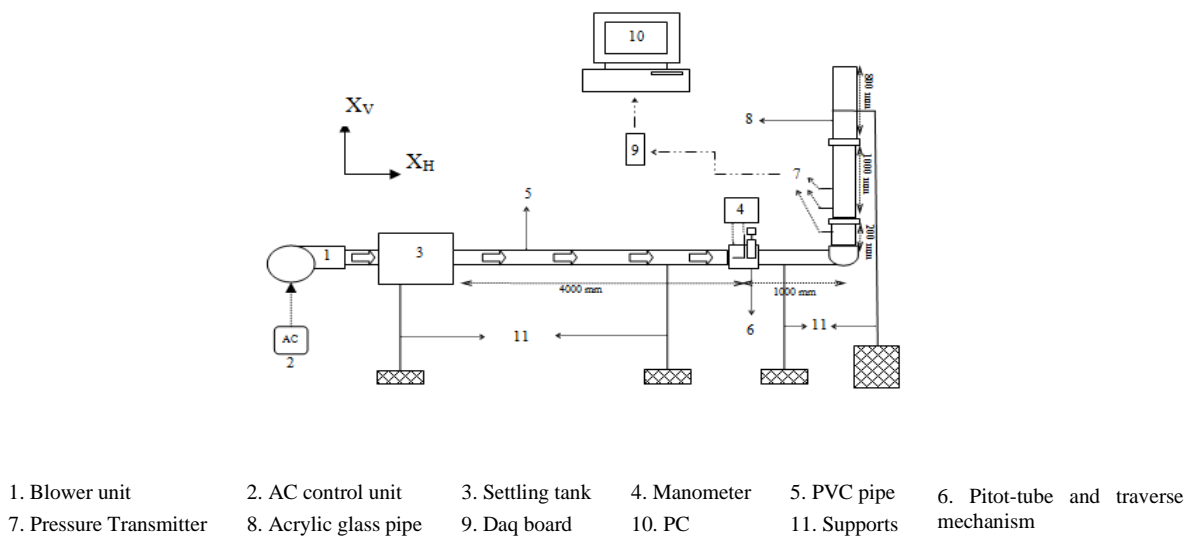 10
800 mm
X_V
8
9
X_H
7
1000 mm
5
4
200 mm
1
3
4000 mm
1000 mm
AC
2
11
6
11
1. Blower unit 2. AC control unit 3. Settling tank 4. Manometer 5. PVC pipe 6. Pitot-tube and traverse mechanism
7. Pressure Transmitter 8. Acrylic glass pipe 9. Daq board 10. PC 11. Supports